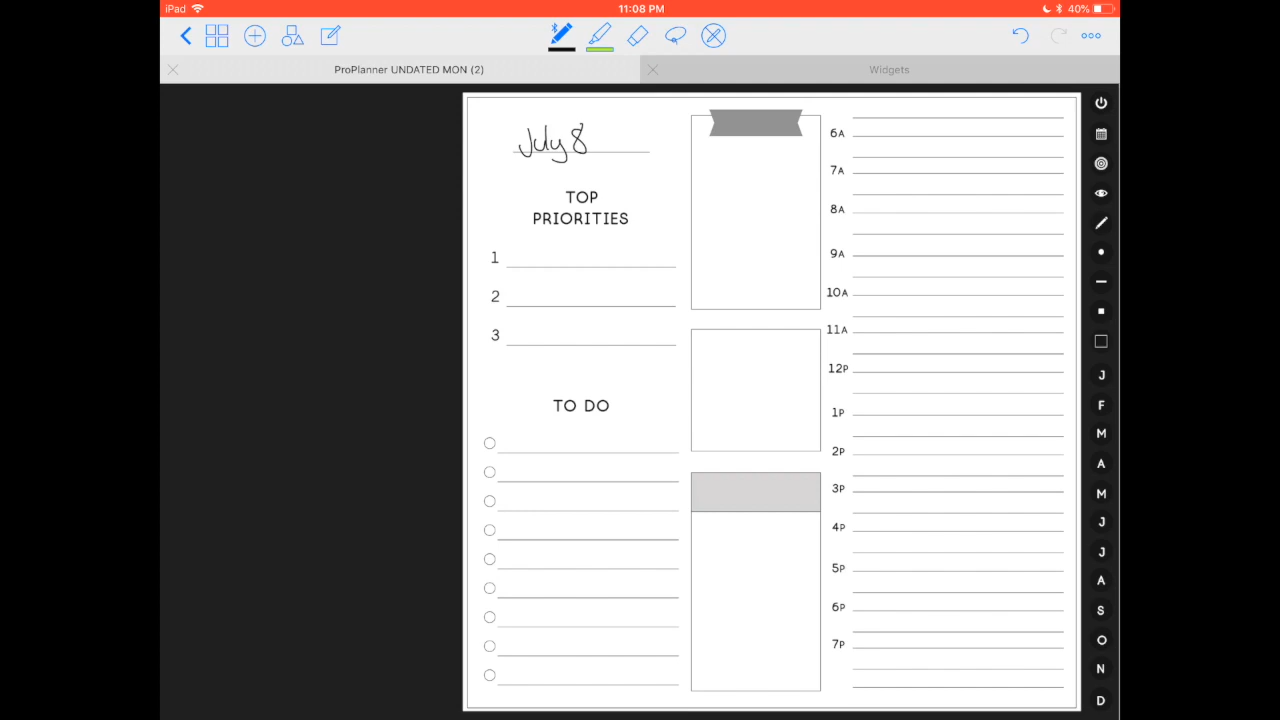 iPad 11:08 PM 40%
ProPlanner UNDATED MON (2) Widgets
July 8
TOP
PRIORITIES
1
2
3
TO DO
6A
7A
8A
9A
10A
11A
12P
1P
2P
3P
4P
5P
6P
7P
J
F
M
A
M
J
J
A
S
O
N
D